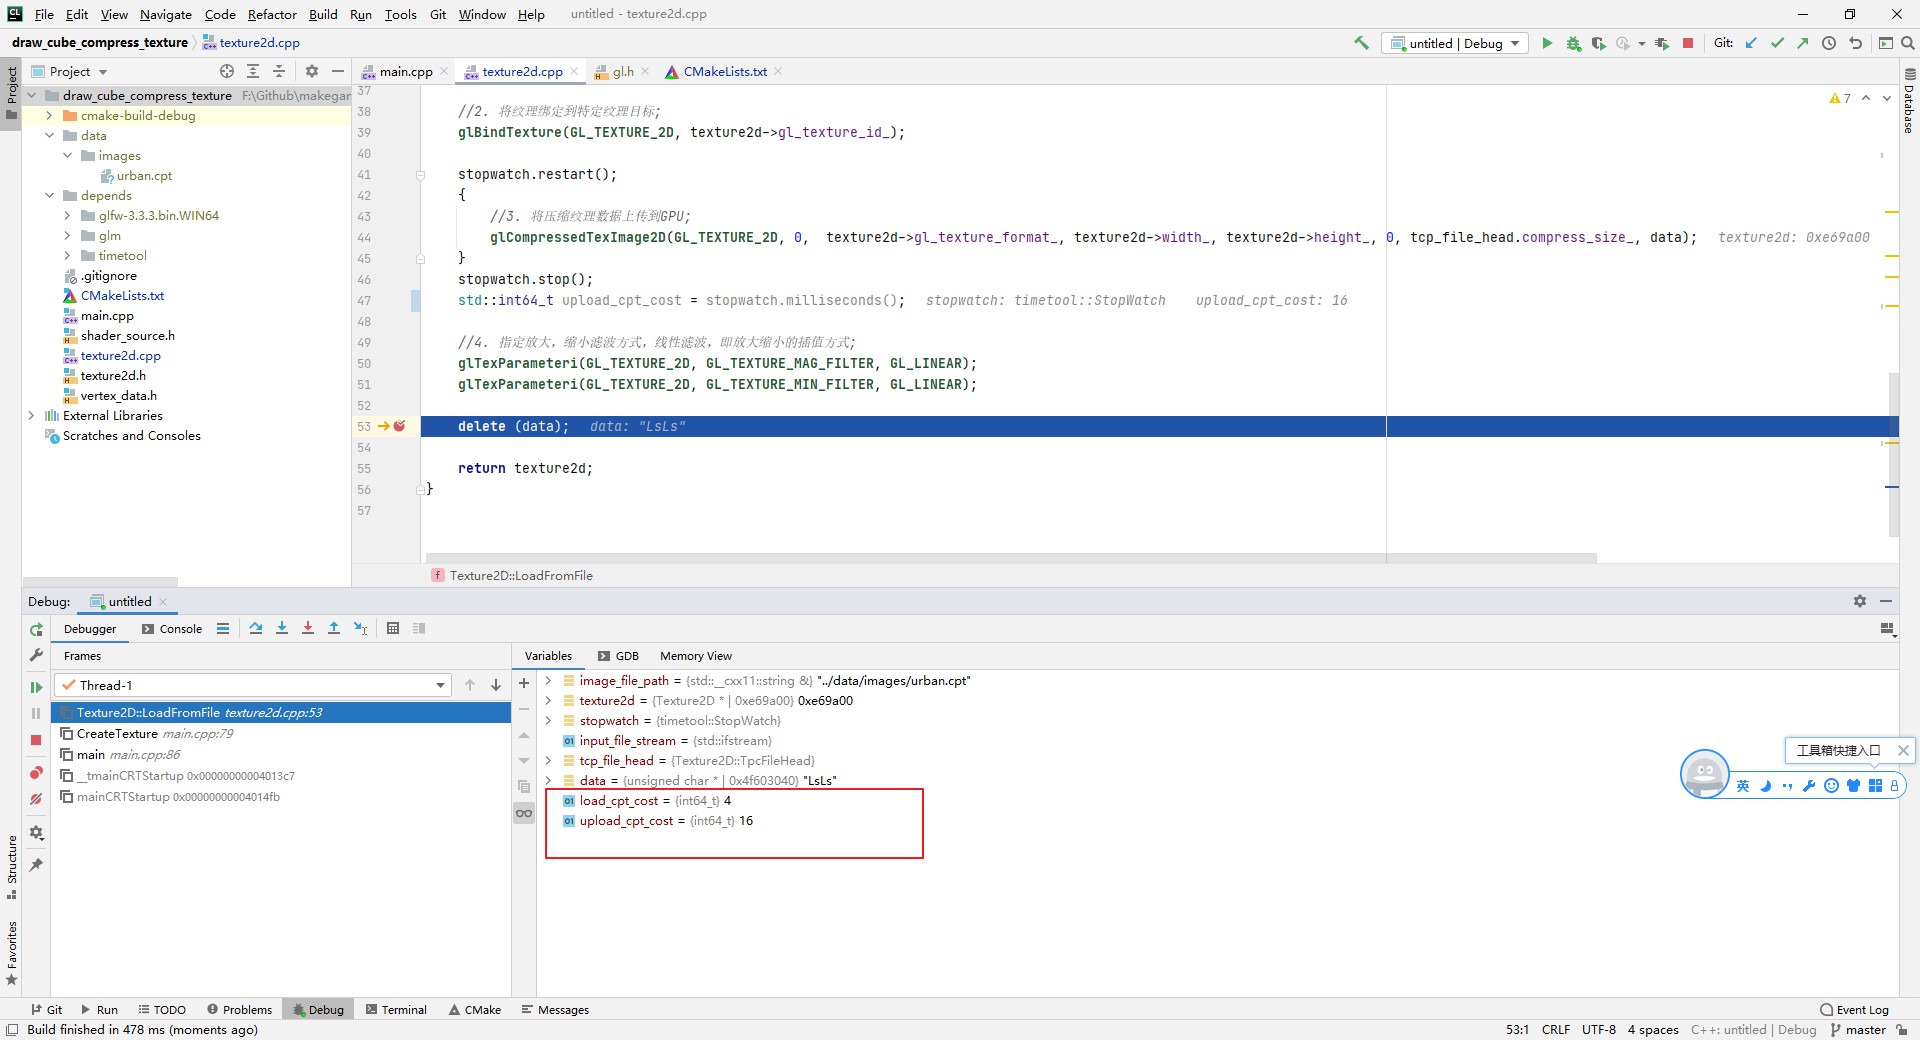 CL File Edit View Navigate Code Refactor Build Run Tools Git Window Help untitled - texture2d.cpp
draw_cube_compress_texture texture2d.cpp untitled | Debug Git:
Project main.cpp texture2d.cpp gl.h CMakeLists.txt
Project
Database
draw_cube_compress_texture F:\Github\makegar
cmake-build-debug
data
images
urban.cpt
depends
glfw-3.3.3.bin.WIN64
glm
timetool
.gitignore
CMakeLists.txt
main.cpp
shader_source.h
texture2d.cpp
texture2d.h
vertex_data.h
External Libraries
Scratches and Consoles
7
37
38 //2. 将纹理绑定到特定纹理目标;
39 glBindTexture(GL_TEXTURE_2D, texture2d->gl_texture_id_);
40
41 stopwatch.restart();
42 {
43 //3. 将压缩纹理数据上传到GPU;
44 glCompressedTexImage2D(GL_TEXTURE_2D, 0,  texture2d->gl_texture_format_, texture2d->width_, texture2d->height_, 0, tcp_file_head.compress_size_, data); texture2d: 0xe69a00
45 }
46 stopwatch.stop();
47 std::int64_t upload_cpt_cost = stopwatch.milliseconds(); stopwatch: timetool::StopWatch upload_cpt_cost: 16
48
49 //4. 指定放大，缩小滤波方式，线性滤波，即放大缩小的插值方式;
50 glTexParameteri(GL_TEXTURE_2D, GL_TEXTURE_MAG_FILTER, GL_LINEAR);
51 glTexParameteri(GL_TEXTURE_2D, GL_TEXTURE_MIN_FILTER, GL_LINEAR);
52
53 delete (data); data: "LsLs"
54
55 return texture2d;
56 }
57
f Texture2D::LoadFromFile
Debug: untitled
Debugger Console
Frames
Thread-1
Texture2D::LoadFromFile texture2d.cpp:53
CreateTexture main.cpp:79
main main.cpp:86
__tmainCRTStartup 0x00000000004013c7
mainCRTStartup 0x00000000004014fb
Variables GDB Memory View
image_file_path = {std::__cxx11::string &} "../data/images/urban.cpt"
texture2d = {Texture2D * | 0xe69a00} 0xe69a00
stopwatch = {timetool::StopWatch}
input_file_stream = {std::ifstream}
tcp_file_head = {Texture2D::TpcFileHead}
data = {unsigned char * | 0x4f603040} "LsLs"
load_cpt_cost = {int64_t} 4
upload_cpt_cost = {int64_t} 16
工具箱快捷入口
英
Structure
Favorites
Git Run TODO Problems Debug Terminal CMake Messages Event Log
Build finished in 478 ms (moments ago) 53:1 CRLF UTF-8 4 spaces C++: untitled | Debug master